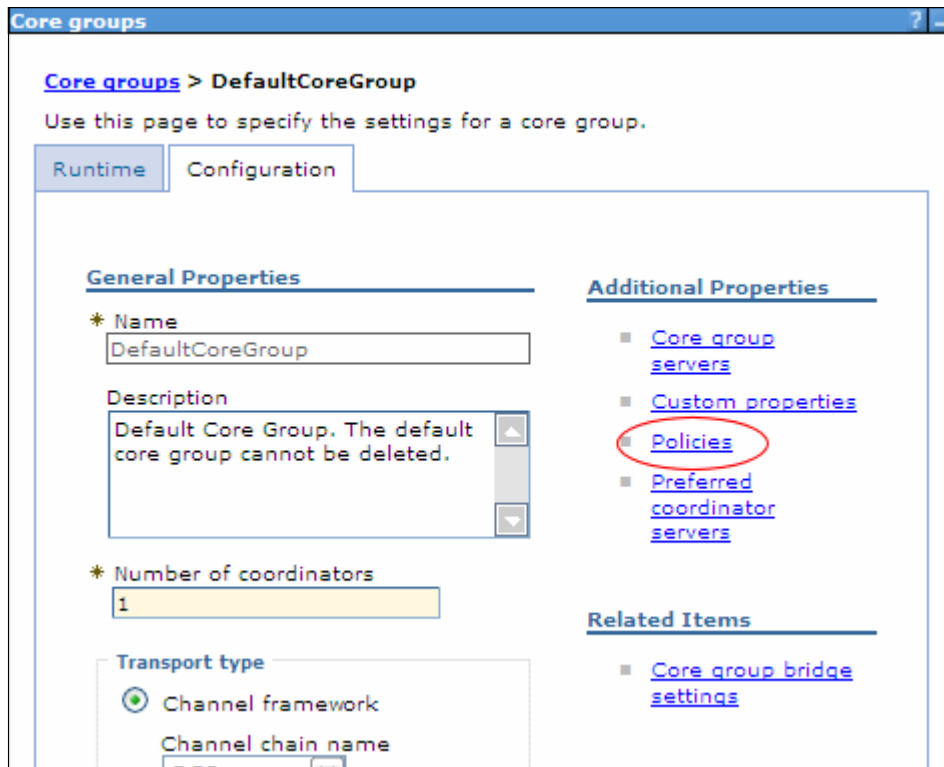 Core groups ? _
Core groups > DefaultCoreGroup
Use this page to specify the settings for a core group.
Runtime
Configuration
General Properties
* Name
DefaultCoreGroup
Description
Default Core Group. The default
core group cannot be deleted.
* Number of coordinators
1
Transport type
Channel framework
Channel chain name
Additional Properties
Core group
servers
Custom properties
Policies
Preferred
coordinator
servers
Related Items
Core group bridge
settings